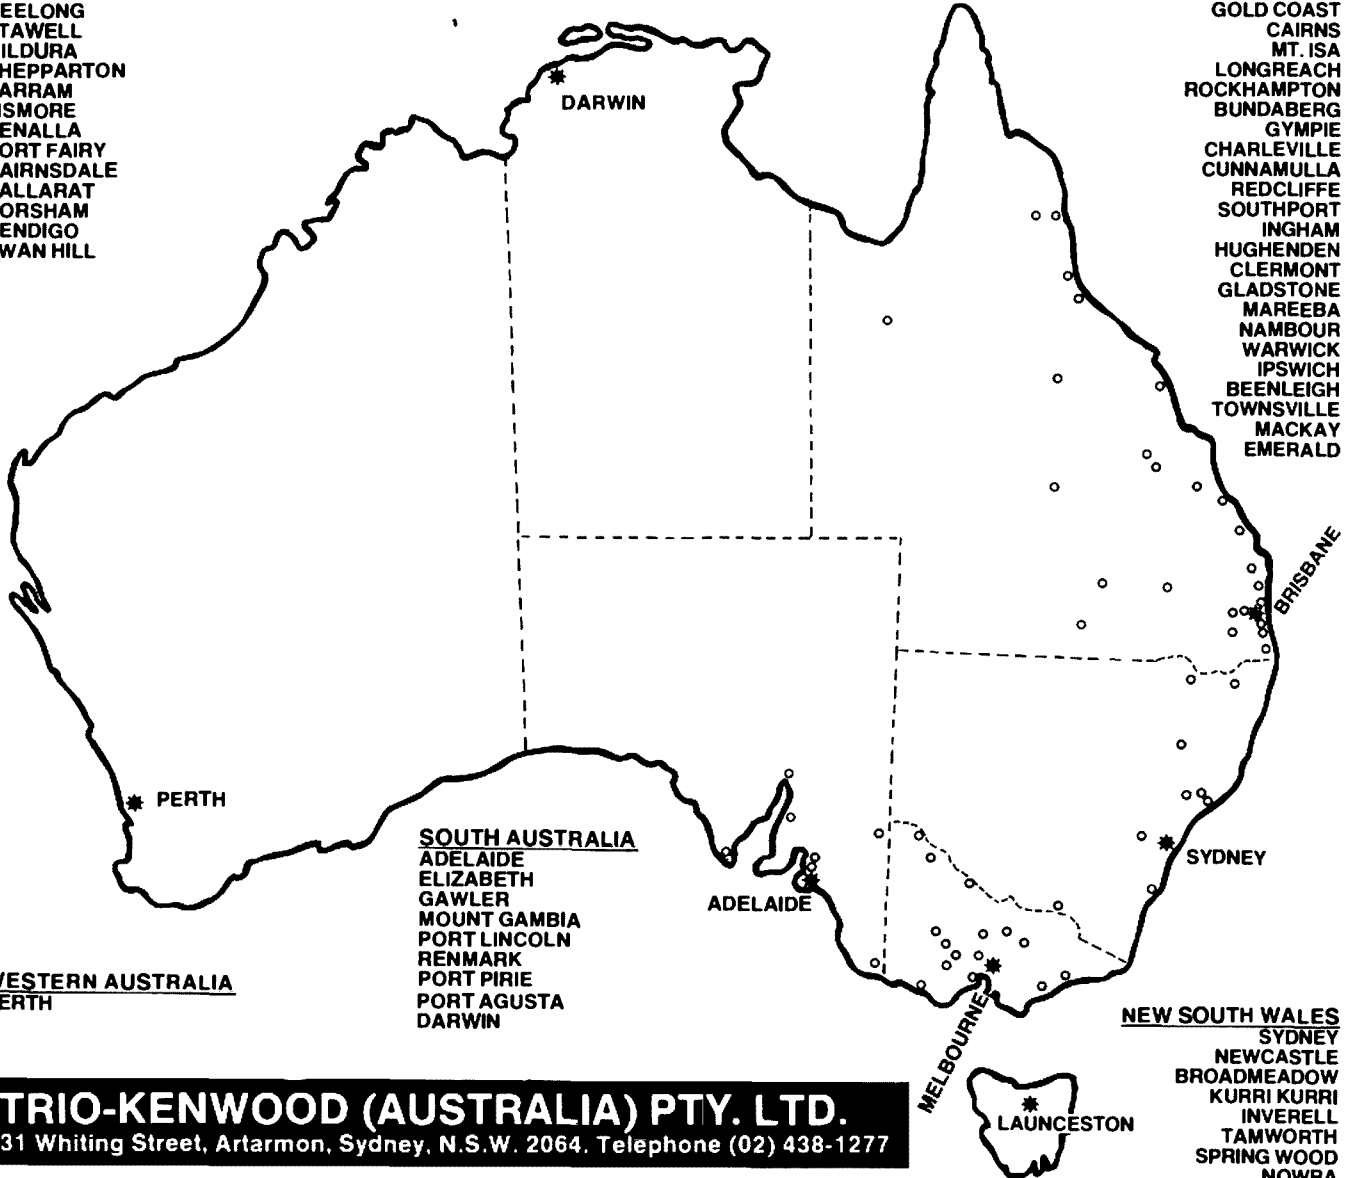 EELONG
TAWELL
ILDURA
HEPPARTON
ARRAM
ISMORE
ENALLA
ORT FAIRY
AIRNSDALE
ALLARAT
ORSHAM
ENDIGO
WAN HILL
GOLD COAST
CAIRNS
MT. ISA
LONGREACH
ROCKHAMPTON
BUNDABERG
GYMPIE
CHARLEVILLE
CUNNAMULLA
REDCLIFFE
SOUTHPORT
INGHAM
HUGHENDEN
CLERMONT
GLADSTONE
MAREEBA
NAMBOUR
WARWICK
IPSWICH
BEENLEIGH
TOWNSVILLE
MACKAY
EMERALD
DARWIN
BRISBANE
PERTH
SYDNEY
ADELAIDE
MELBOURNE
LAUNCESTON
SOUTH AUSTRALIA
ADELAIDE
ELIZABETH
GAWLER
MOUNT GAMBIA
PORT LINCOLN
RENMARK
PORT PIRIE
PORT AGUSTA
DARWIN
WESTERN AUSTRALIA
ERTH
NEW SOUTH WALES
SYDNEY
NEWCASTLE
BROADMEADOW
KURRI KURRI
INVERELL
TAMWORTH
SPRING WOOD
NOWRA
TRIO-KENWOOD (AUSTRALIA) PTY. LTD.
31 Whiting Street, Artarmon, Sydney, N.S.W. 2064. Telephone (02) 438-1277